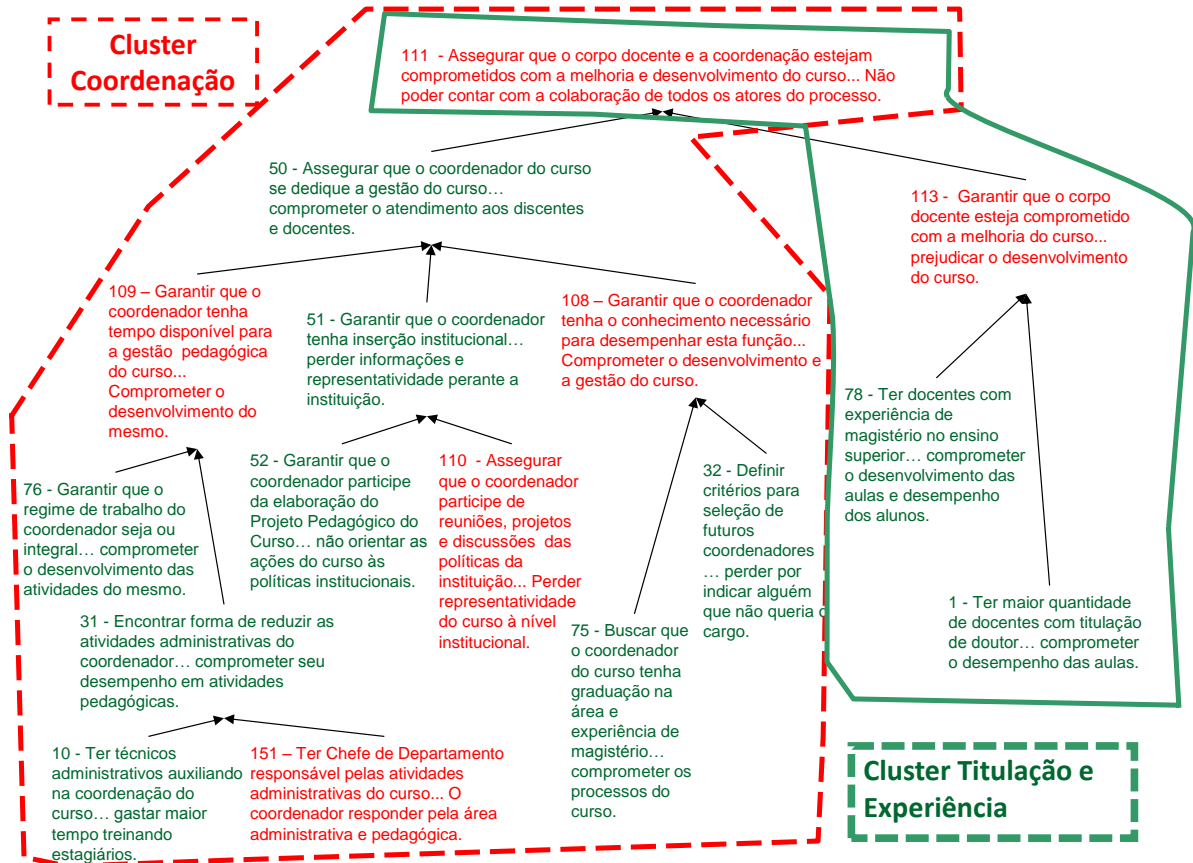 Cluster
Coordenação
111 - Assegurar que o corpo docente e a coordenação estejam
comprometidos com a melhoria e desenvolvimento do curso... Não
poder contar com a colaboração de todos os atores do processo.
50 - Assegurar que o coordenador do curso
se dedique a gestão do curso…
comprometer o atendimento aos discentes
e docentes.
113 - Garantir que o corpo
docente esteja comprometido
com a melhoria do curso...
prejudicar o desenvolvimento
do curso.
109 – Garantir que o
coordenador tenha
tempo disponível para
a gestão pedagógica
do curso...
Comprometer o
desenvolvimento do
mesmo.
51 - Garantir que o coordenador
tenha inserção institucional…
perder informações e
representatividade perante a
instituição.
108 – Garantir que o coordenador
tenha o conhecimento necessário
para desempenhar esta função...
Comprometer o desenvolvimento e
a gestão do curso.
78 - Ter docentes com
experiência de
magistério no ensino
superior… comprometer
o desenvolvimento das
aulas e desempenho
dos alunos.
76 - Garantir que o
regime de trabalho do
coordenador seja ou
integral… comprometer
o desenvolvimento das
atividades do mesmo.
52 - Garantir que o
coordenador participe
da elaboração do
Projeto Pedagógico do
Curso… não orientar as
ações do curso às
políticas institucionais.
110 - Assegurar
que o coordenador
participe de
reuniões, projetos
e discussões das
políticas da
instituição... Perder
representatividade
do curso à nível
institucional.
32 - Definir
critérios para
seleção de
futuros
coordenadores
… perder por
indicar alguém
que não queria o
cargo.
31 - Encontrar forma de reduzir as
atividades administrativas do
coordenador… comprometer seu
desempenho em atividades
pedagógicas.
75 - Buscar que
o coordenador
do curso tenha
graduação na
área e
experiência de
magistério…
comprometer os
processos do
curso.
1 - Ter maior quantidade
de docentes com titulação
de doutor… comprometer
o desempenho das aulas.
10 - Ter técnicos
administrativos auxiliando
na coordenação do
curso… gastar maior
tempo treinando
estagiários.
151 – Ter Chefe de Departamento
responsável pelas atividades
administrativas do curso... O
coordenador responder pela área
administrativa e pedagógica.
Cluster Titulação e
Experiência